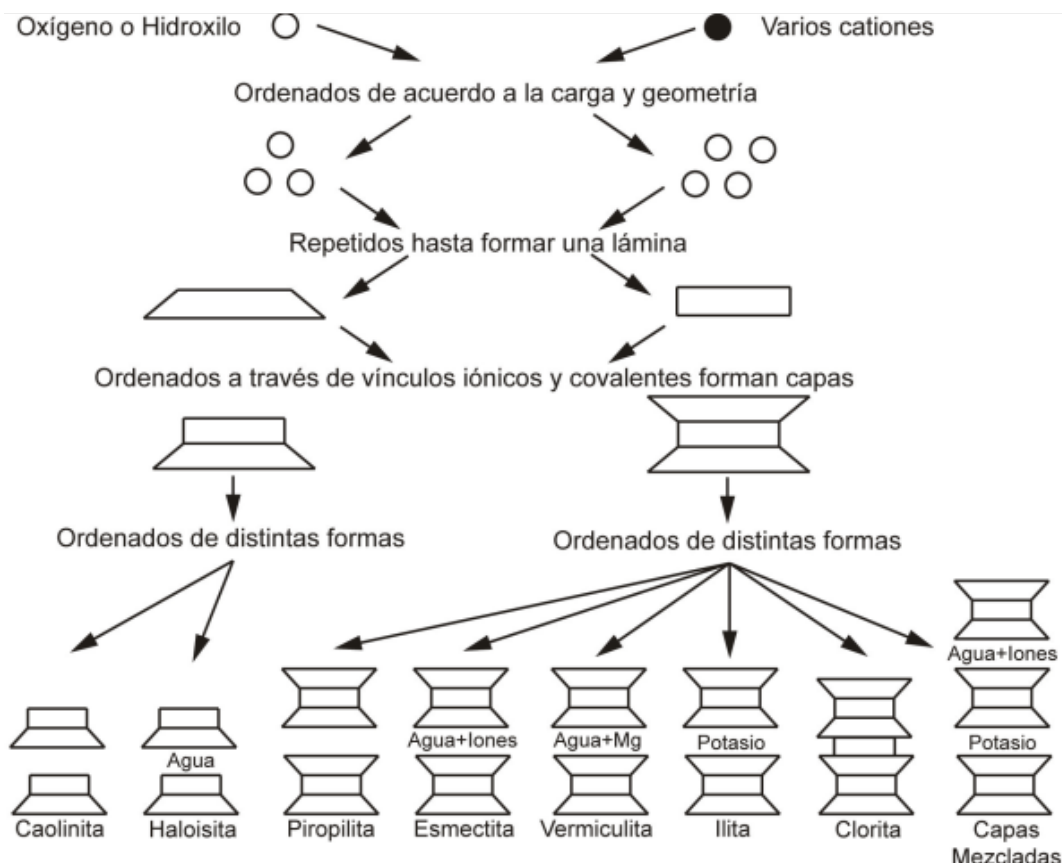 Oxígeno o Hidroxilo
Varios cationes
Ordenados de acuerdo a la carga y geometría
Repetidos hasta formar una lámina
Ordenados a través de vínculos iónicos y covalentes forman capas
Ordenados de distintas formas
Ordenados de distintas formas
Agua+Iones
Agua
Agua+Iones
Agua+Mg
Potasio
Potasio
Caolinita
Haloisita
Piropilita
Esmectita
Vermiculita
Ilita
Clorita
Capas
Mezcladas